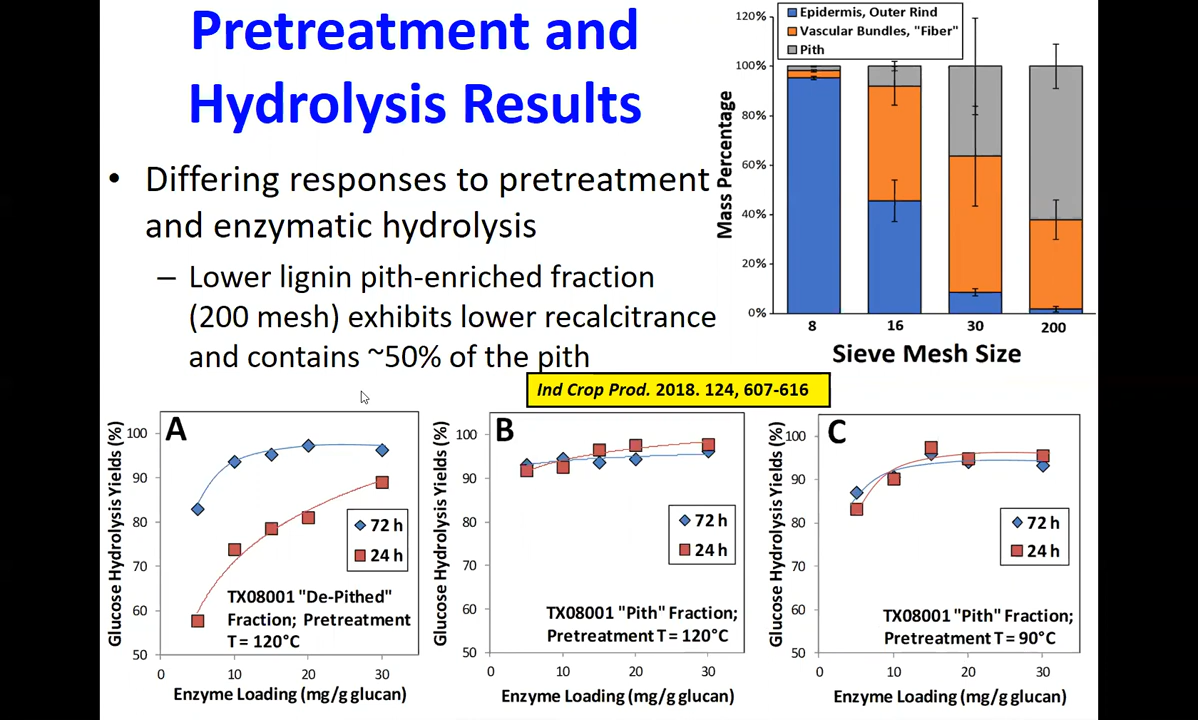 Pretreatment and
Hydrolysis Results
• Differing responses to pretreatment
and enzymatic hydrolysis
– Lower lignin pith-enriched fraction
(200 mesh) exhibits lower recalcitrance
and contains ~50% of the pith
Epidermis, Outer Rind
Vascular Bundles, "Fiber"
Pith
Mass Percentage
120%
100%
80%
60%
40%
20%
0%
8 16 30 200
Sieve Mesh Size
Ind Crop Prod. 2018. 124, 607-616
A
Glucose Hydrolysis Yields (%)
100
90
80
70
60
50
72 h
24 h
TX08001 "De-Pithed"
Fraction; Pretreatment
T = 120°C
0 10 20 30
Enzyme Loading (mg/g glucan)
B
Glucose Hydrolysis Yields (%)
100
90
80
70
60
50
72 h
24 h
TX08001 "Pith" Fraction;
Pretreatment T = 120°C
0 10 20 30
Enzyme Loading (mg/g glucan)
C
Glucose Hydrolysis Yields (%)
100
90
80
70
60
50
72 h
24 h
TX08001 "Pith" Fraction;
Pretreatment T = 90°C
0 10 20 30
Enzyme Loading (mg/g glucan)